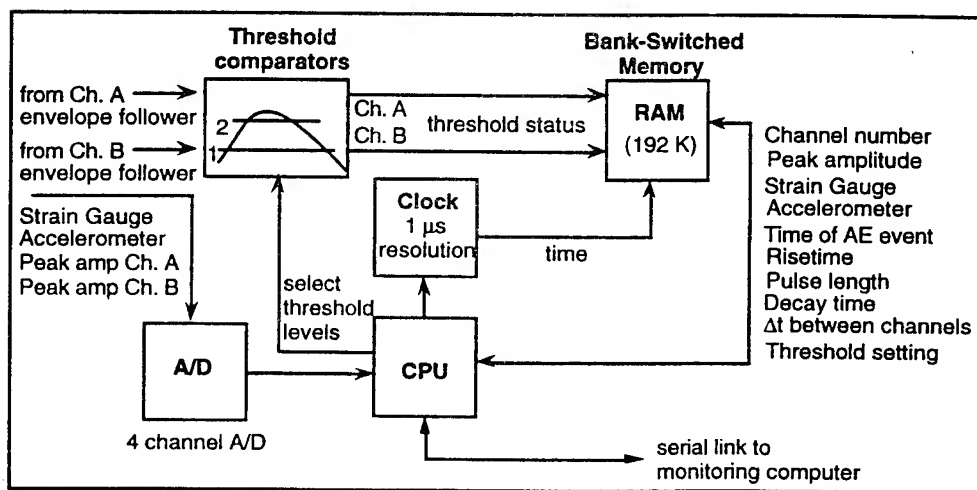 Threshold
comparators
Bank-Switched
Memory
from Ch. A
envelope follower
from Ch. B
envelope follower
2
1
Ch. A
Ch. B
threshold status
RAM
(192 K)
Channel number
Peak amplitude
Strain Gauge
Accelerometer
Time of AE event
Risetime
Pulse length
Decay time
Δt between channels
Threshold setting
Strain Gauge
Accelerometer
Peak amp Ch. A
Peak amp Ch. B
Clock
1 μs
resolution
time
select
threshold
levels
A/D
4 channel A/D
CPU
serial link to
monitoring computer